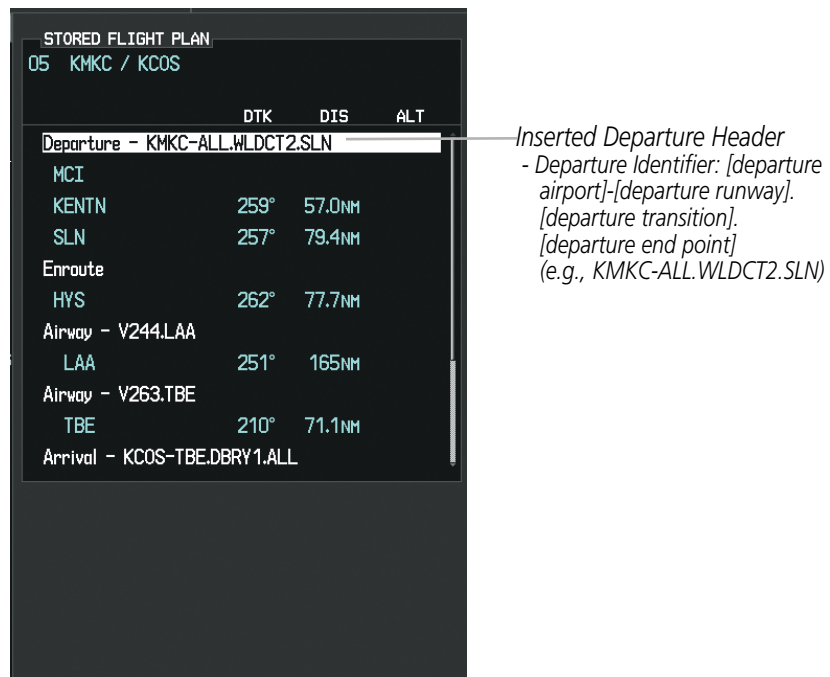 STORED FLIGHT PLAN
05 KMKC / KCOS
DTK DIS ALT
Departure – KMKC-ALL.WLDCT2.SLN
MCI
KENTN 259° 57.0NM
SLN 257° 79.4NM
Enroute
HYS 262° 77.7NM
Airway – V244.LAA
LAA 251° 165NM
Airway – V263.TBE
TBE 210° 71.1NM
Arrival – KCOS-TBE.DBRY1.ALL
Inserted Departure Header
- Departure Identifier: [departure
airport]-[departure runway].
[departure transition].
[departure end point]
(e.g., KMKC-ALL.WLDCT2.SLN)